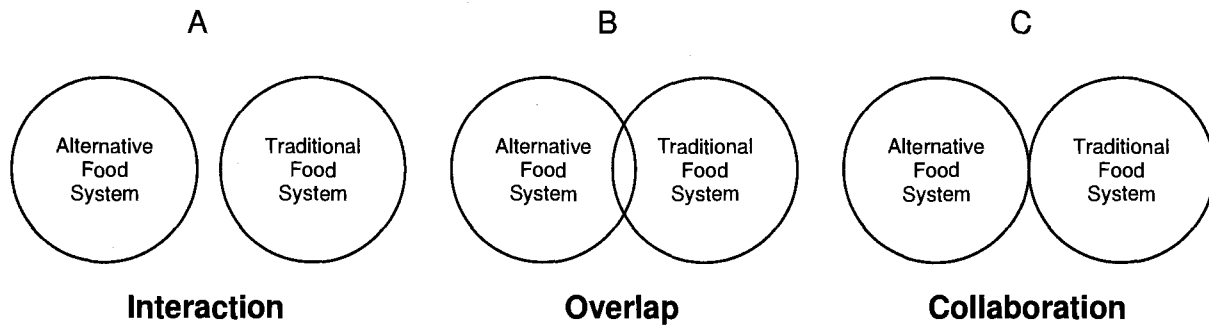 A
B
C
Alternative
Food
System
Traditional
Food
System
Alternative
Food
System
Traditional
Food
System
Alternative
Food
System
Traditional
Food
System
Interaction
Overlap
Collaboration